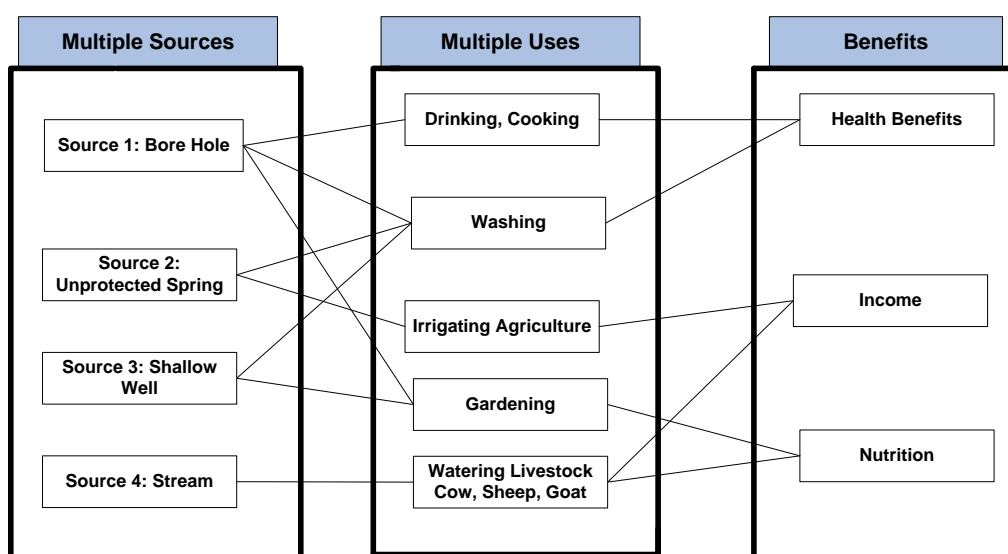 Multiple Sources
Source 1: Bore Hole
Source 2:
Unprotected Spring
Source 3: Shallow
Well
Source 4: Stream
Multiple Uses
Drinking, Cooking
Washing
Irrigating Agriculture
Gardening
Watering Livestock
Cow, Sheep, Goat
Benefits
Health Benefits
Income
Nutrition